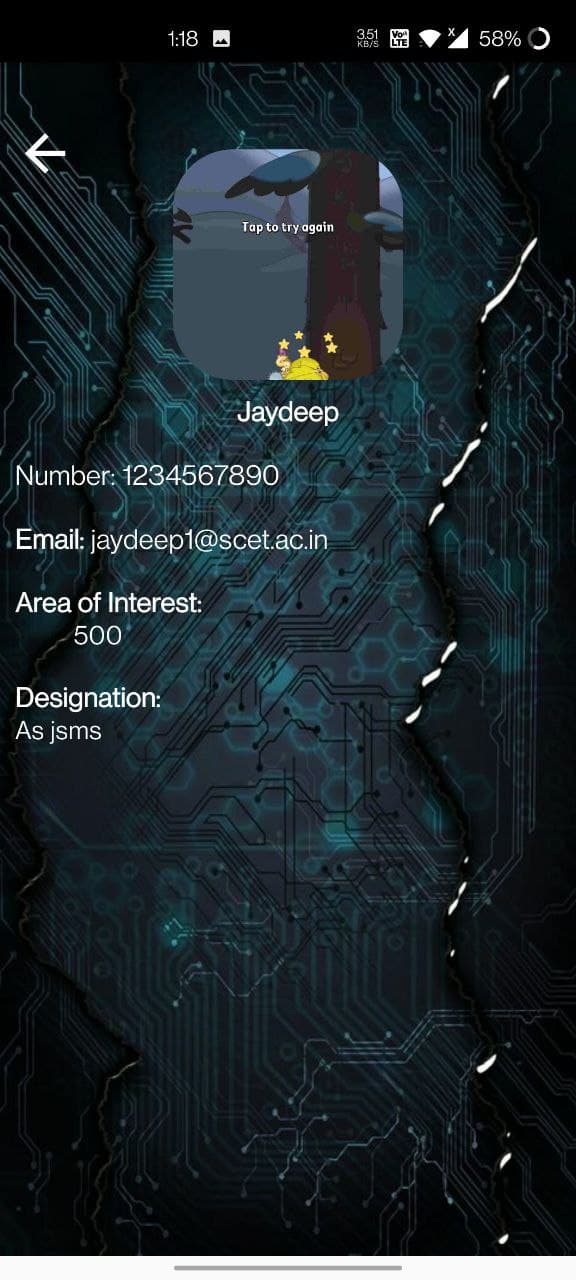 1:18 3.51 KB/S Vo LTE X 58%
Tap to try again
Jaydeep
Number: 1234567890
Email: jaydeep1@scet.ac.in
Area of Interest:
500
Designation:
As jsms